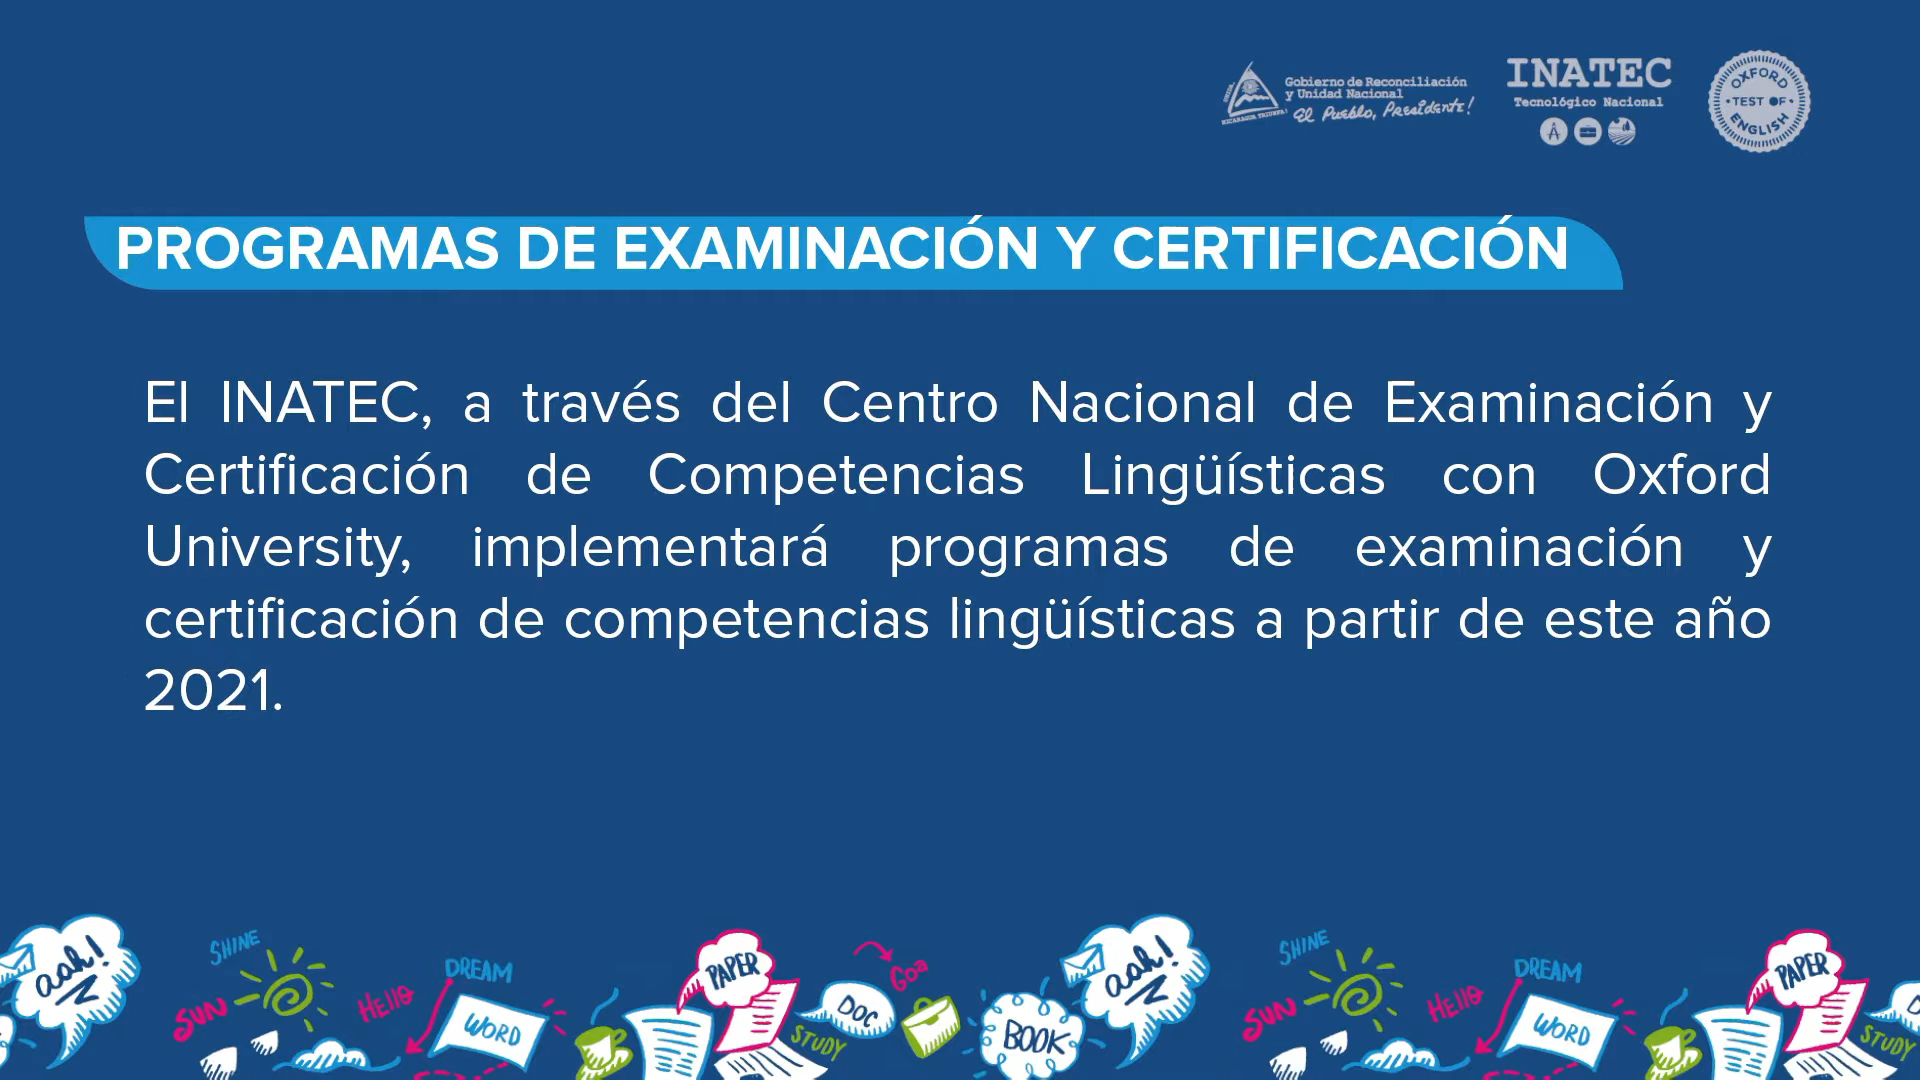 Gobierno de Reconciliación
y Unidad Nacional
El Pueblo, Presidente!
NICARAGUA TRIUNFA!
INATEC
Tecnológico Nacional
OXFORD
TEST OF
ENGLISH
PROGRAMAS DE EXAMINACIÓN Y CERTIFICACIÓN
El INATEC, a través del Centro Nacional de Examinación y
Certificación de Competencias Lingüísticas con Oxford
University, implementará programas de examinación y
certificación de competencias lingüísticas a partir de este año
2021.
aah!
SHINE
SUN
HELLO
DREAM
WORD
PAPER
STUDY
DOC
Goa
BOOK
aah!
SHINE
SUN
HELLO
DREAM
WORD
PAPER
STUDY